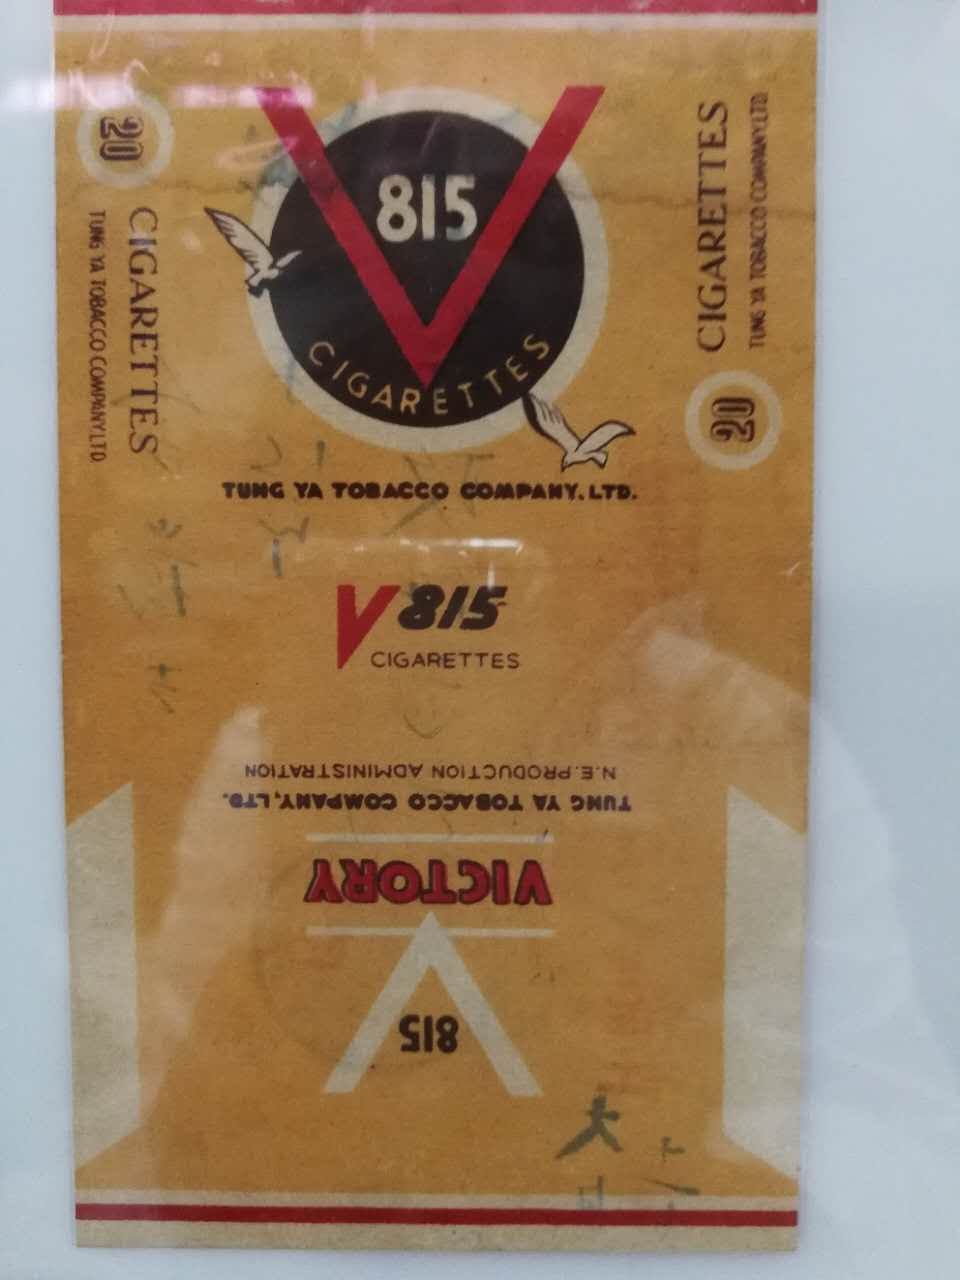 20
CIGARETTES
TUNG YA TOBACCO COMPANY.LTD.
815
CIGARETTES
TUNG YA TOBACCO COMPANY. LTD.
CIGARETTES
TUNG YA TOBACCO COMPANY.LTD.
20
V 815
CIGARETTES
815
VICTORY
TUNG YA TOBACCO COMPANY, LTD.
N.E. PRODUCTION ADMINISTRATION